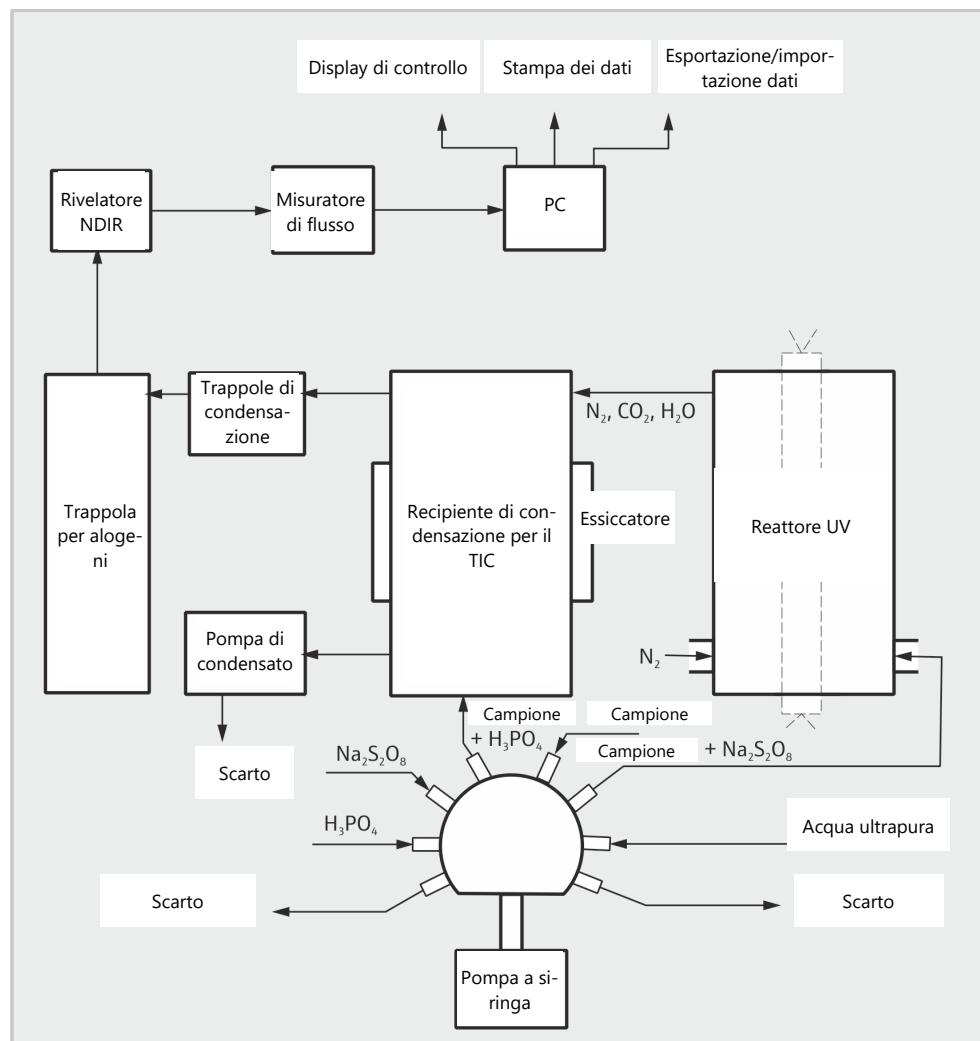 Display di controllo
Stampa dei dati
Esportazione/impor-
tazione dati
Rivelatore
NDIR
Misuratore
di flusso
PC
Trappole di
condensa-
zione
N₂, CO₂, H₂O
Trappola
per aloge-
ni
Recipiente di con-
densazione per il
TIC
Essiccatore
Reattore UV
Pompa di
condensato
N₂
Scarto
Campione
+ H₃PO₄
Campione
Campione
+ Na₂S₂O₈
Na₂S₂O₈
H₃PO₄
Acqua ultrapura
Scarto
Scarto
Pompa a si-
ringa